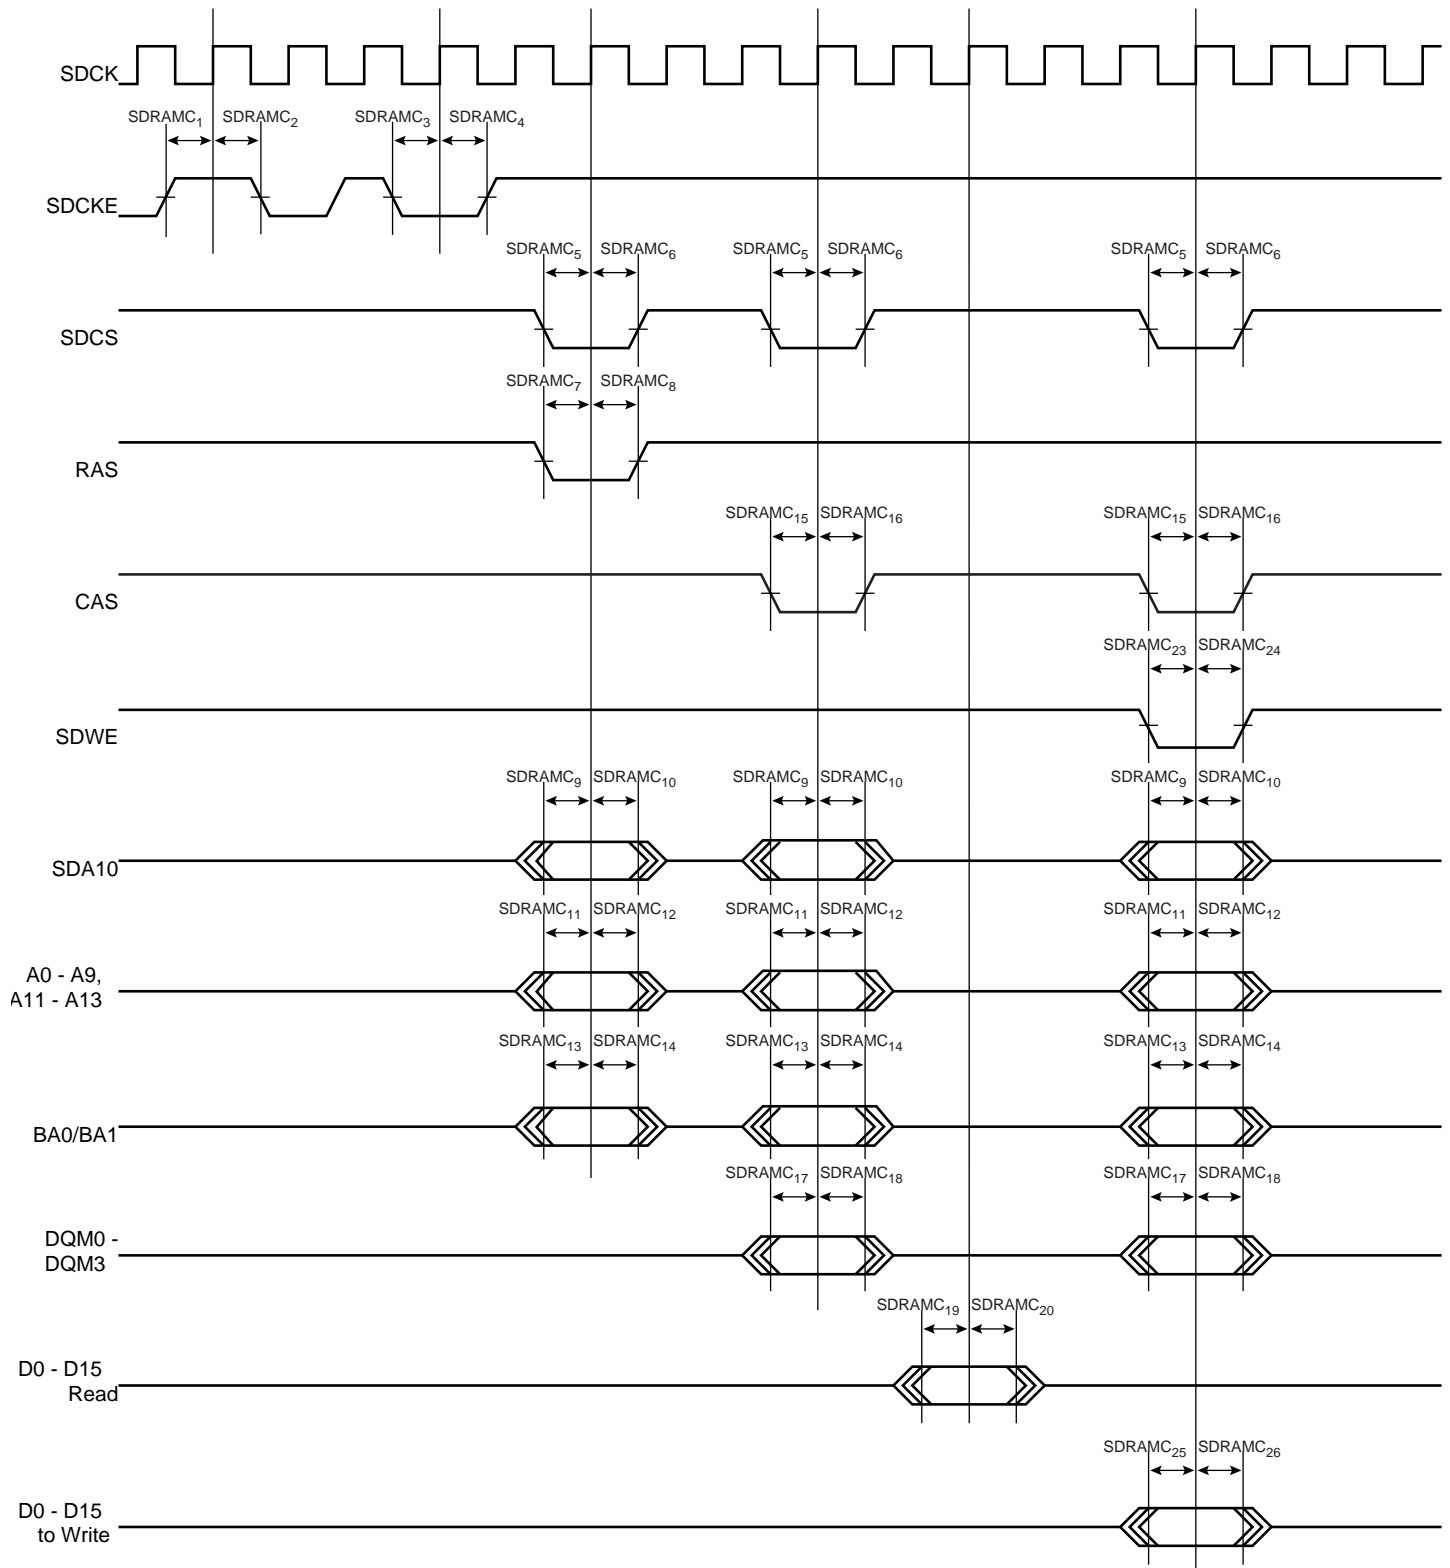 SDCK
SDRAMC1 SDRAMC2 SDRAMC3 SDRAMC4
SDCKE
SDRAMC5 SDRAMC6 SDRAMC5 SDRAMC6 SDRAMC5 SDRAMC6
SDCS
SDRAMC7 SDRAMC8
RAS
SDRAMC15 SDRAMC16 SDRAMC15 SDRAMC16
CAS
SDRAMC23 SDRAMC24
SDWE
SDRAMC9 SDRAMC10 SDRAMC9 SDRAMC10 SDRAMC9 SDRAMC10
SDA10
SDRAMC11 SDRAMC12 SDRAMC11 SDRAMC12 SDRAMC11 SDRAMC12
A0 - A9,
A11 - A13
SDRAMC13 SDRAMC14 SDRAMC13 SDRAMC14 SDRAMC13 SDRAMC14
BA0/BA1
SDRAMC17 SDRAMC18 SDRAMC17 SDRAMC18
DQM0 -
DQM3
SDRAMC19 SDRAMC20
D0 - D15
Read
SDRAMC25 SDRAMC26
D0 - D15
to Write